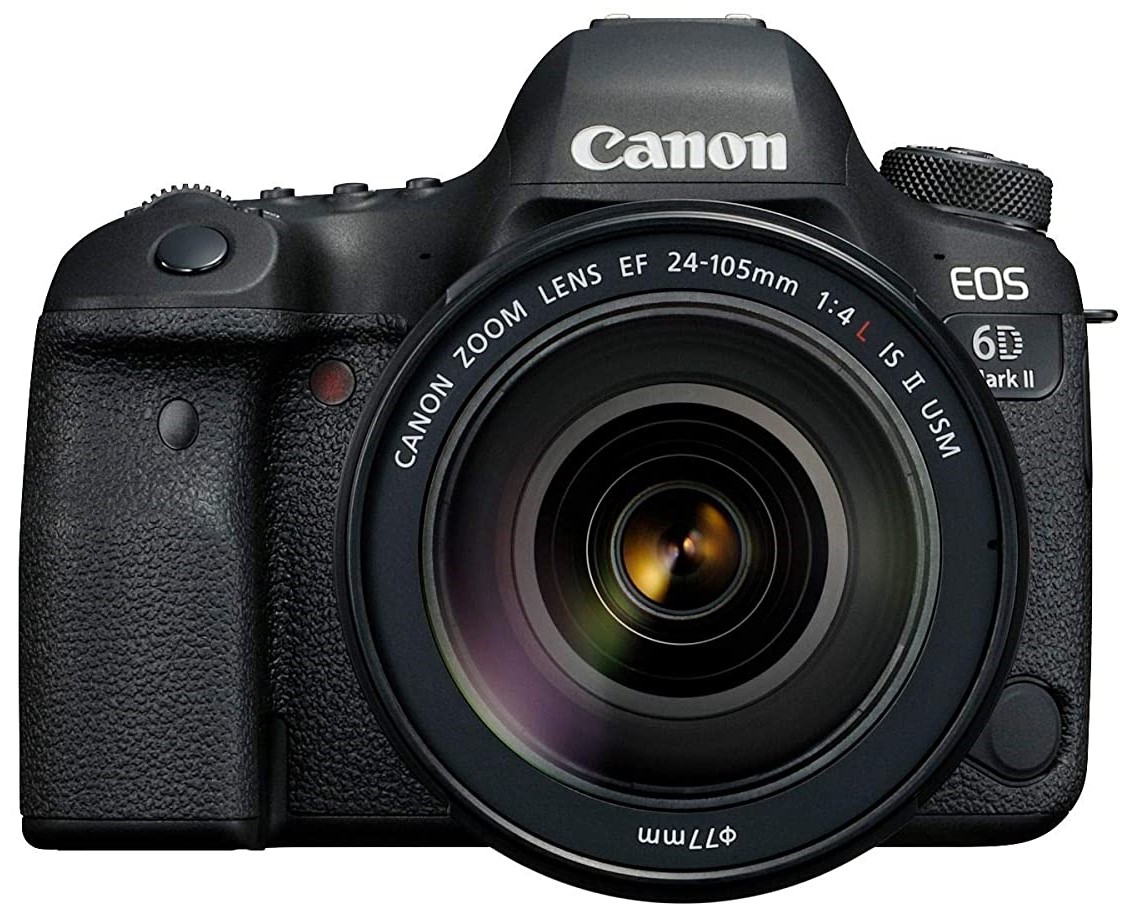 Canon
CANON ZOOM LENS EF 24-105mm 1:4 L IS II USM
EOS
6D
ark II
φ77mm